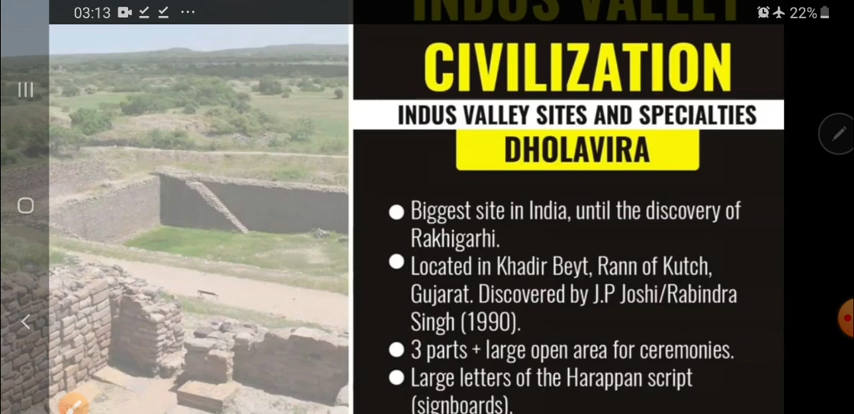 03:13
22%
INDUS VALLEY
CIVILIZATION
INDUS VALLEY SITES AND SPECIALTIES
DHOLAVIRA
Biggest site in India, until the discovery of
Rakhigarhi.
Located in Khadir Beyt, Rann of Kutch,
Gujarat. Discovered by J.P Joshi/Rabindra
Singh (1990).
3 parts + large open area for ceremonies.
Large letters of the Harappan script
(signboards).